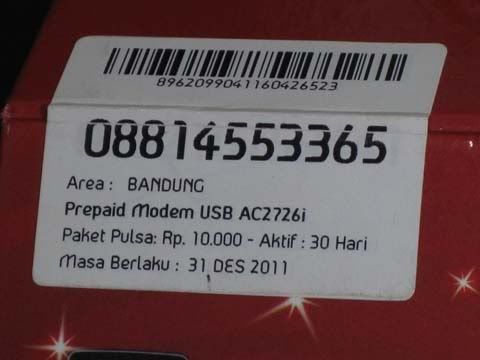 8962099041160426523
08814553365
Area : BANDUNG
Prepaid Modem USB AC2726i
Paket Pulsa: Rp. 10.000 - Aktif : 30 Hari
Masa Berlaku : 31 DES 2011